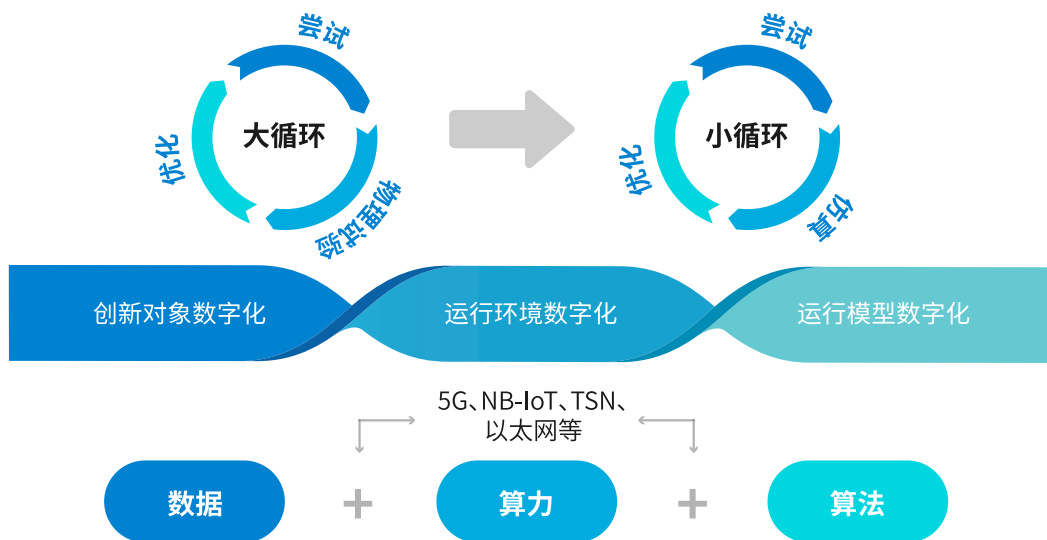 尝试
大循环
优化
物理试验
尝试
小循环
优化
仿真
创新对象数字化
运行环境数字化
运行模型数字化
5G、NB-IoT、TSN、
以太网等
数据
+
算力
+
算法